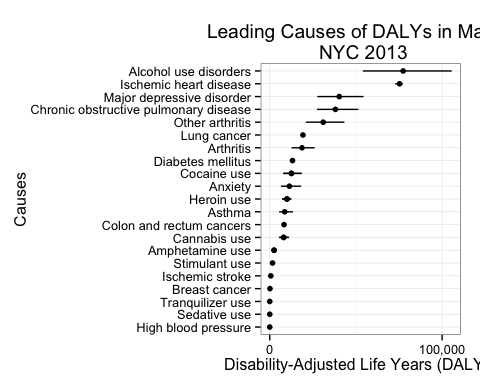 Leading Causes of DALYs in Ma
NYC 2013
Causes
Alcohol use disorders
Ischemic heart disease
Major depressive disorder
Chronic obstructive pulmonary disease
Other arthritis
Lung cancer
Arthritis
Diabetes mellitus
Cocaine use
Anxiety
Heroin use
Asthma
Colon and rectum cancers
Cannabis use
Amphetamine use
Stimulant use
Ischemic stroke
Breast cancer
Tranquilizer use
Sedative use
High blood pressure
0 100,000
Disability-Adjusted Life Years (DALY